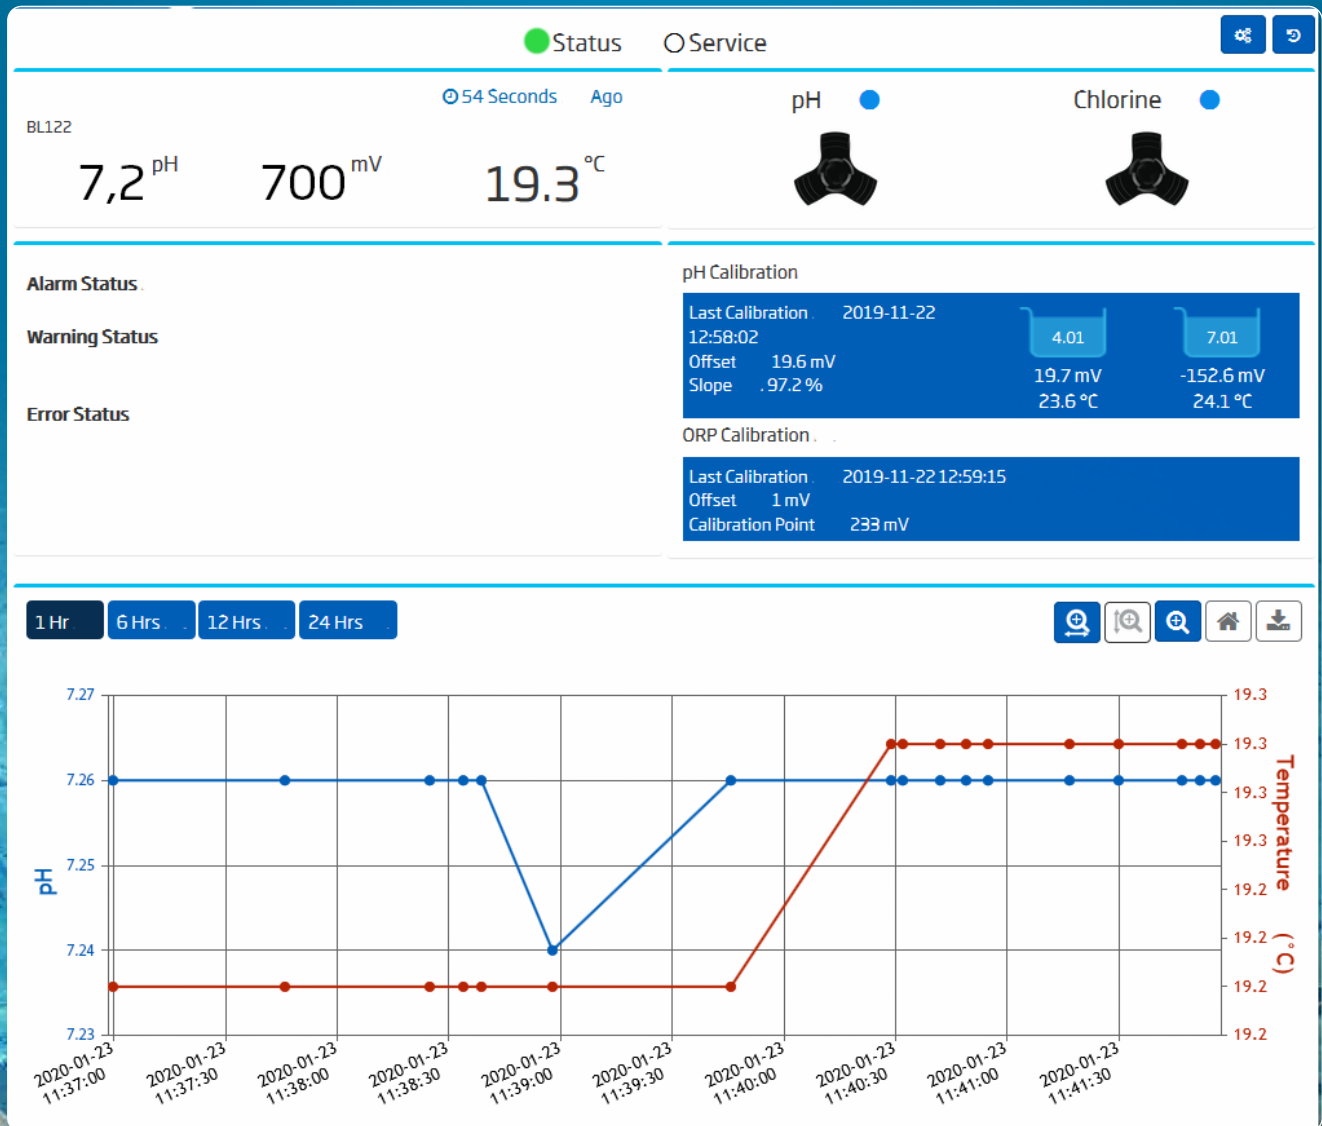 Status Service
54 Seconds Ago
BL122
7,2 pH 700 mV 19.3 °C
pH Chlorine
Alarm Status
Warning Status
Error Status
pH Calibration
Last Calibration 2019-11-22
12:58:02
Offset 19.6 mV
Slope 97.2 %
4.01
19.7 mV
23.6 °C
7.01
-152.6 mV
24.1 °C
ORP Calibration
Last Calibration 2019-11-22 12:59:15
Offset 1 mV
Calibration Point 233 mV
1 Hr 6 Hrs 12 Hrs 24 Hrs
7.27
7.26
7.25
7.24
7.23
pH
19.3
19.3
19.3
19.3
19.2
19.2
19.2
19.2
Temperature (°C)
2020-01-23
11:37:00
2020-01-23
11:37:30
2020-01-23
11:38:00
2020-01-23
11:38:30
2020-01-23
11:39:00
2020-01-23
11:39:30
2020-01-23
11:40:00
2020-01-23
11:40:30
2020-01-23
11:41:00
2020-01-23
11:41:30